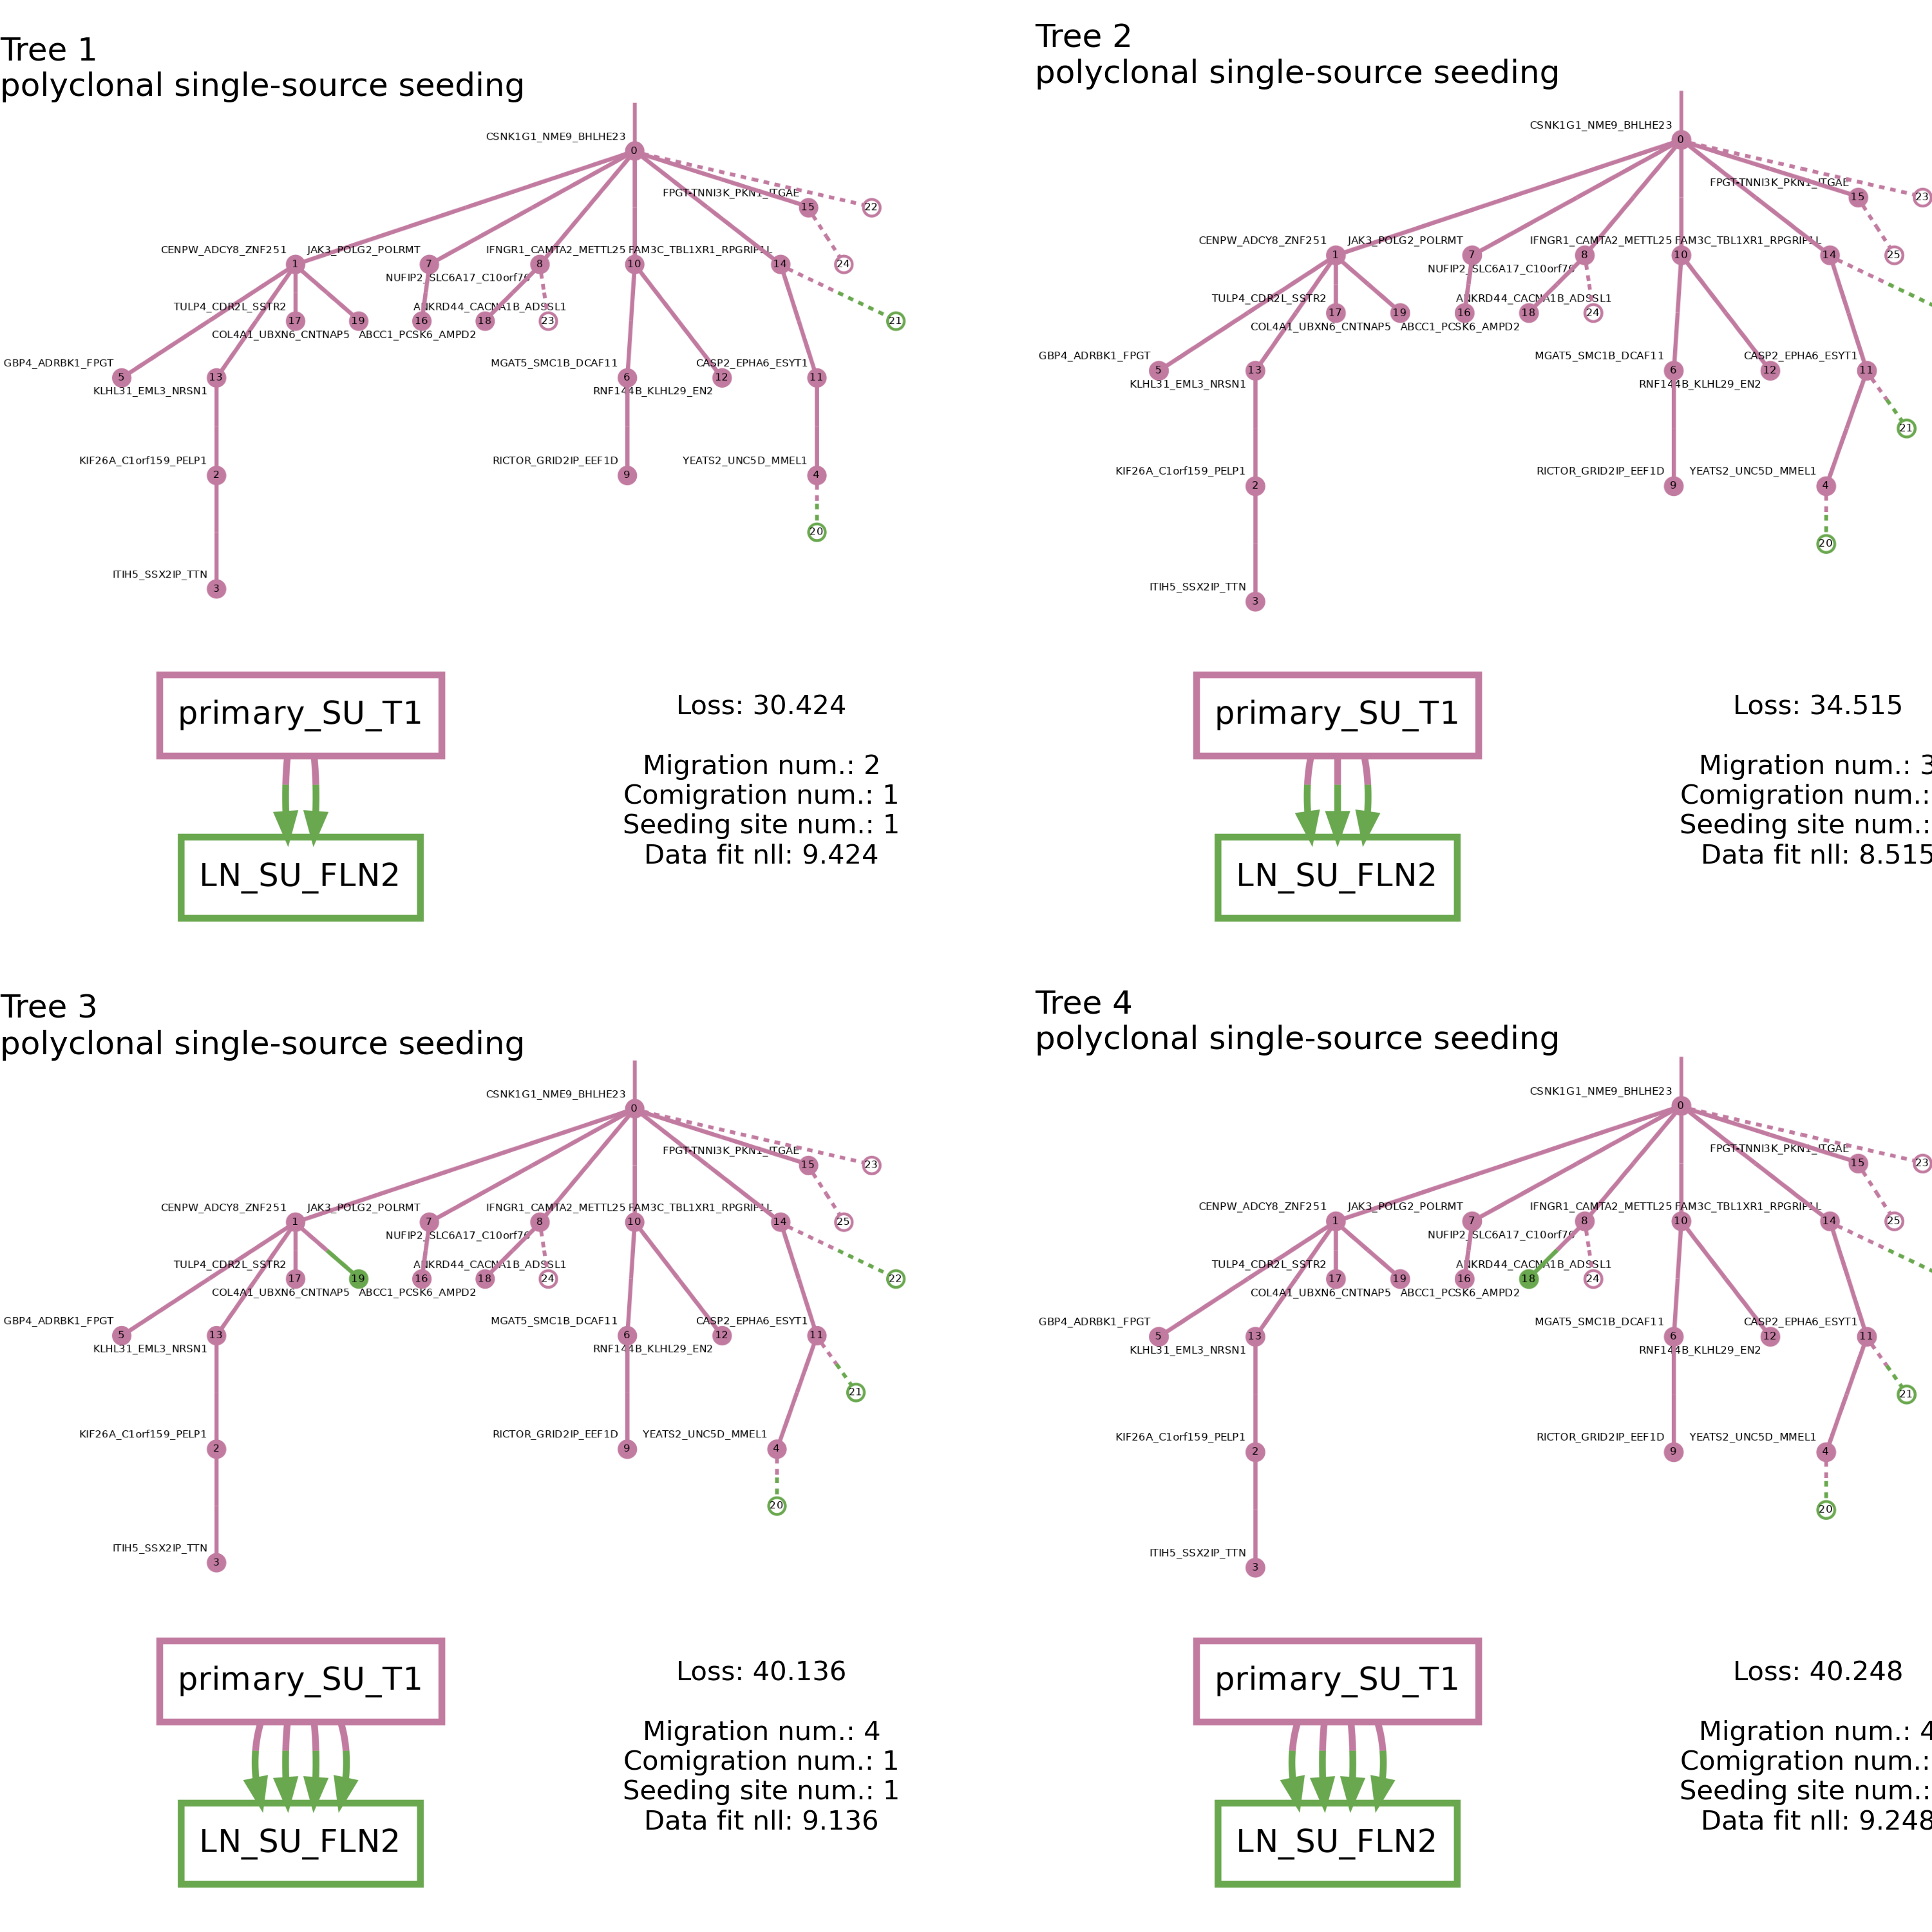 Tree 1
polyclonal single-source seeding
CSNK1G1_NME9_BHLHE23
0
FPGT-TNNI3K_PKN1_ITGAE
15
22
CENPW_ADCY8_ZNF251
JAK3_POLG2_POLRMT
IFNGR1_CAMTA2_METTL25
FAM3C_TBL1XR1_RPGRIP1L
1
7
8
10
14
24
NUFIP2_SLC6A17_C10orf76
TULP4_CDR2L_SSTR2
ANKRD44_CACNA1B_ADSSL1
17
19
16
18
23
21
COL4A1_UBXN6_CNTNAP5
ABCC1_PCSK6_AMPD2
GBP4_ADRBK1_FPGT
MGAT5_SMC1B_DCAF11
CASP2_EPHA6_ESYT1
5
13
6
12
11
KLHL31_EML3_NRSN1
RNF144B_KLHL29_EN2
KIF26A_C1orf159_PELP1
RICTOR_GRID2IP_EEF1D
YEATS2_UNC5D_MMEL1
2
9
4
20
ITIH5_SSX2IP_TTN
3
primary_SU_T1
LN_SU_FLN2
Loss: 30.424
Migration num.: 2
Comigration num.: 1
Seeding site num.: 1
Data fit nll: 9.424
Tree 2
polyclonal single-source seeding
CSNK1G1_NME9_BHLHE23
0
FPGT-TNNI3K_PKN1_ITGAE
15
23
CENPW_ADCY8_ZNF251
JAK3_POLG2_POLRMT
IFNGR1_CAMTA2_METTL25
FAM3C_TBL1XR1_RPGRIP1L
1
7
8
10
14
25
NUFIP2_SLC6A17_C10orf76
TULP4_CDR2L_SSTR2
ANKRD44_CACNA1B_ADSSL1
17
19
16
18
24
COL4A1_UBXN6_CNTNAP5
ABCC1_PCSK6_AMPD2
GBP4_ADRBK1_FPGT
MGAT5_SMC1B_DCAF11
CASP2_EPHA6_ESYT1
5
13
6
12
11
KLHL31_EML3_NRSN1
RNF144B_KLHL29_EN2
21
KIF26A_C1orf159_PELP1
RICTOR_GRID2IP_EEF1D
YEATS2_UNC5D_MMEL1
2
9
4
20
ITIH5_SSX2IP_TTN
3
primary_SU_T1
LN_SU_FLN2
Loss: 34.515
Migration num.: 3
Comigration num.:
Seeding site num.:
Data fit nll: 8.515
Tree 3
polyclonal single-source seeding
CSNK1G1_NME9_BHLHE23
0
FPGT-TNNI3K_PKN1_ITGAE
15
23
CENPW_ADCY8_ZNF251
JAK3_POLG2_POLRMT
IFNGR1_CAMTA2_METTL25
FAM3C_TBL1XR1_RPGRIP1L
1
7
8
10
14
25
NUFIP2_SLC6A17_C10orf76
TULP4_CDR2L_SSTR2
ANKRD44_CACNA1B_ADSSL1
17
19
16
18
24
22
COL4A1_UBXN6_CNTNAP5
ABCC1_PCSK6_AMPD2
GBP4_ADRBK1_FPGT
MGAT5_SMC1B_DCAF11
CASP2_EPHA6_ESYT1
5
13
6
12
11
KLHL31_EML3_NRSN1
RNF144B_KLHL29_EN2
21
KIF26A_C1orf159_PELP1
RICTOR_GRID2IP_EEF1D
YEATS2_UNC5D_MMEL1
2
9
4
20
ITIH5_SSX2IP_TTN
3
primary_SU_T1
LN_SU_FLN2
Loss: 40.136
Migration num.: 4
Comigration num.: 1
Seeding site num.: 1
Data fit nll: 9.136
Tree 4
polyclonal single-source seeding
CSNK1G1_NME9_BHLHE23
0
FPGT-TNNI3K_PKN1_ITGAE
15
23
CENPW_ADCY8_ZNF251
JAK3_POLG2_POLRMT
IFNGR1_CAMTA2_METTL25
FAM3C_TBL1XR1_RPGRIP1L
1
7
8
10
14
25
NUFIP2_SLC6A17_C10orf76
TULP4_CDR2L_SSTR2
ANKRD44_CACNA1B_ADSSL1
17
19
16
18
24
COL4A1_UBXN6_CNTNAP5
ABCC1_PCSK6_AMPD2
GBP4_ADRBK1_FPGT
MGAT5_SMC1B_DCAF11
CASP2_EPHA6_ESYT1
5
13
6
12
11
KLHL31_EML3_NRSN1
RNF144B_KLHL29_EN2
21
KIF26A_C1orf159_PELP1
RICTOR_GRID2IP_EEF1D
YEATS2_UNC5D_MMEL1
2
9
4
20
ITIH5_SSX2IP_TTN
3
primary_SU_T1
LN_SU_FLN2
Loss: 40.248
Migration num.: 4
Comigration num.:
Seeding site num.:
Data fit nll: 9.248